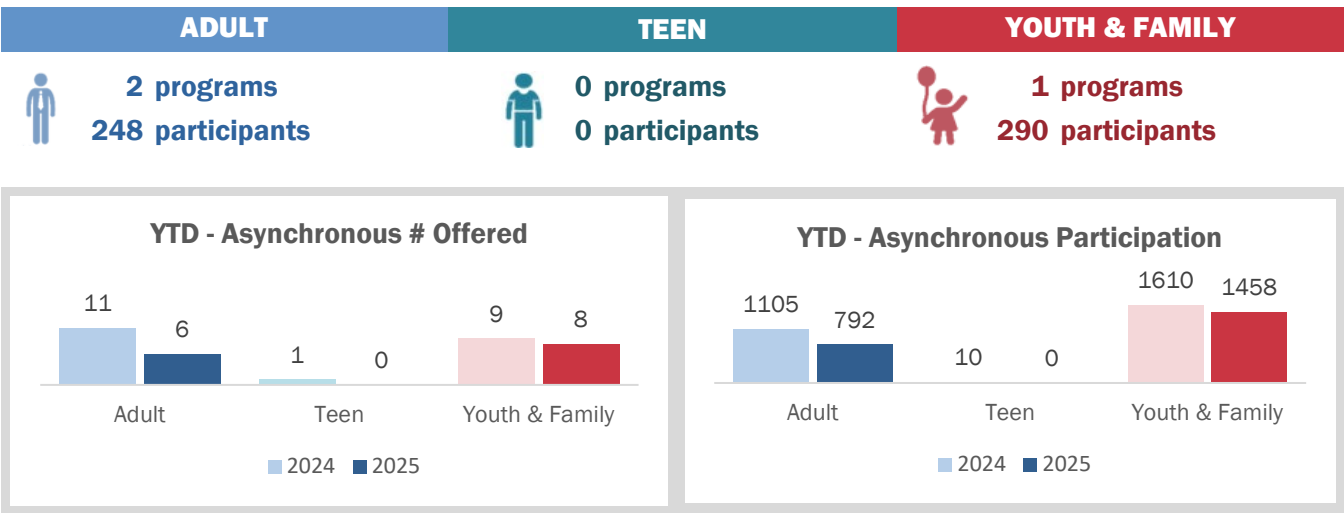 ADULT
2 programs
248 participants
TEEN
0 programs
0 participants
YOUTH & FAMILY
1 programs
290 participants
YTD - Asynchronous # Offered
11
6
1
0
9
8
Adult
Teen
Youth & Family
2024
2025
YTD - Asynchronous Participation
1105
792
10
0
1610
1458
Adult
Teen
Youth & Family
2024
2025